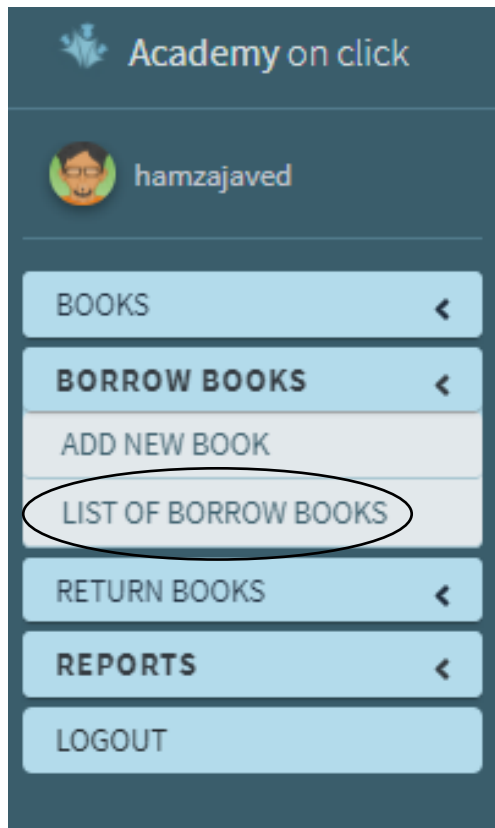 Academy on click
hamzajaved
BOOKS
BORROW BOOKS
ADD NEW BOOK
LIST OF BORROW BOOKS
RETURN BOOKS
REPORTS
LOGOUT